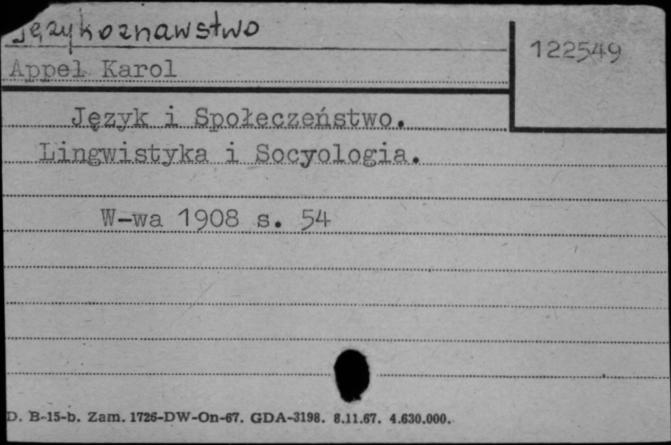 Językoznawstwo
122549
Appel Karol
Język i Społeczeństwo.
Lingwistyka i Socyologia.
W-wa 1908 s. 54
D. B-15-b. Zam. 1726-DW-On-67. GDA-3198. 8.11.67. 4.630.000.